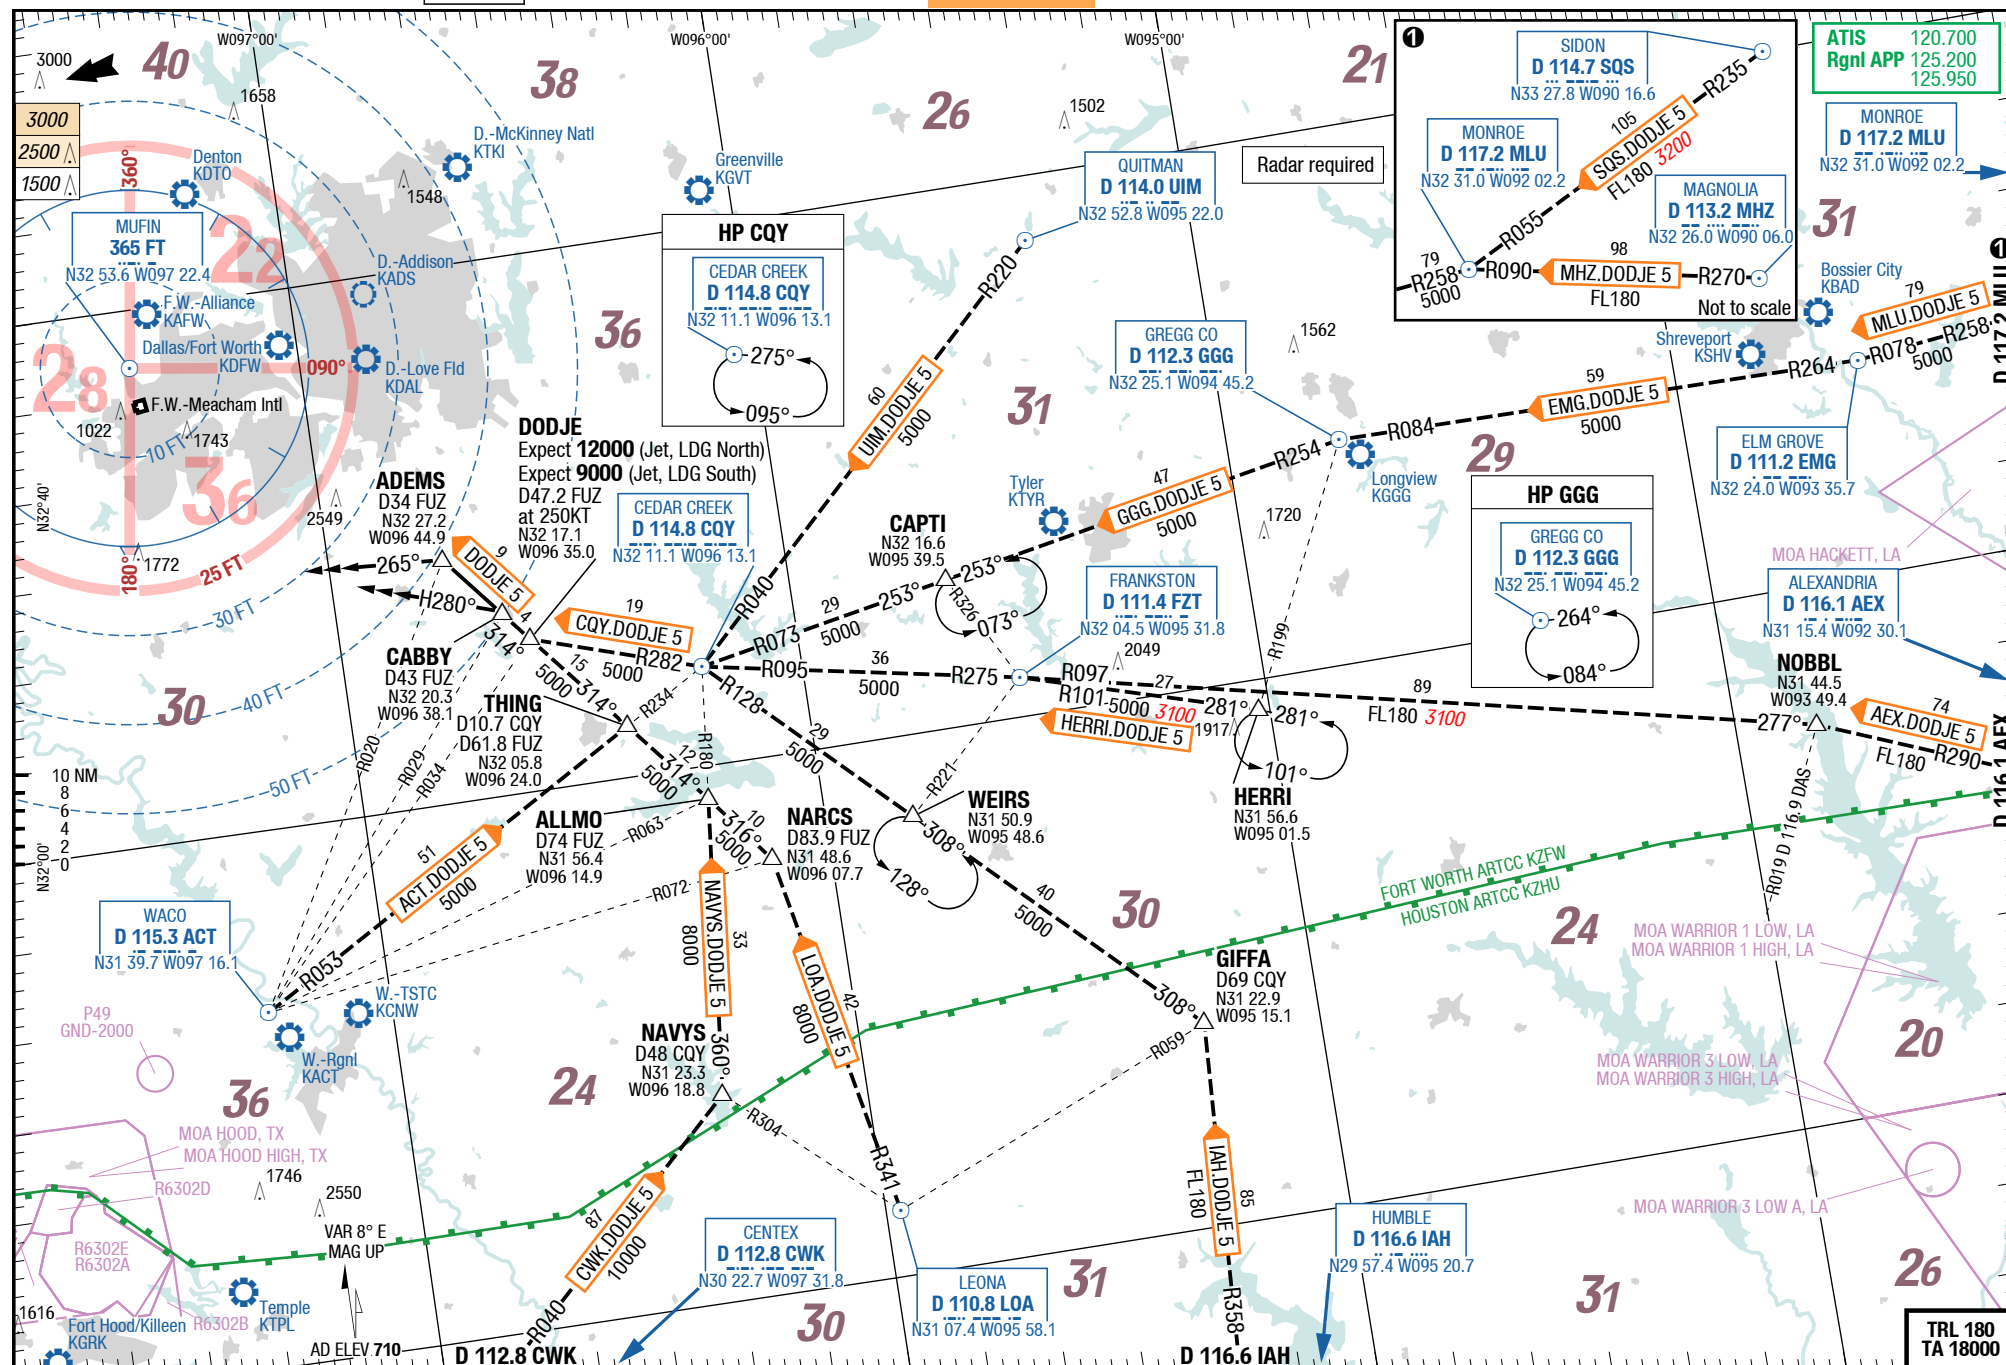 W097°00'
W096°00'
W095°00'
3000
40
38
26
21
31
1658
1502
3000
2500
1500
1548
360°
Denton
KDTO
D.-McKinney Natl
KTKI
Greenville
KGVT
Radar required
MUFIN
365 FT
N32 53.6 W097 22.4
22
28
36
D.-Addison
KADS
F.W.-Alliance
KAFW
Dallas/Fort Worth
KDFW
090°
D.-Love Fld
KDAL
F.W.-Meacham Intl
1022
1743
10 FT
180°
25 FT
30 FT
40 FT
50 FT
1772
2549
N32°40'
HP CQY
CEDAR CREEK
D 114.8 CQY
N32 11.1 W096 13.1
275°
095°
36
QUITMAN
D 114.0 UIM
N32 52.8 W095 22.0
R220
60
UIM.DODJE 5
5000
R040
❶
SIDON
D 114.7 SQS
N33 27.8 W090 16.6
R235
105
SQS.DODJE 5
FL180 3200
R055
MONROE
D 117.2 MLU
N32 31.0 W092 02.2
MAGNOLIA
D 113.2 MHZ
N32 26.0 W090 06.0
79
R258
5000
R090
98
MHZ.DODJE 5
FL180
R270
Not to scale
ATIS 120.700
Rgnl APP 125.200
125.950
MONROE
D 117.2 MLU
N32 31.0 W092 02.2
❶
D 117.2 MLU
Bossier City
KBAD
Shreveport
KSHV
79
MLU.DODJE 5
R258
5000
R078
R264
59
EMG.DODJE 5
5000
R084
ELM GROVE
D 111.2 EMG
N32 24.0 W093 35.7
GREGG CO
D 112.3 GGG
N32 25.1 W094 45.2
1562
31
29
Longview
KGGG
R254
47
GGG.DODJE 5
5000
Tyler
KTYR
1720
HP GGG
GREGG CO
D 112.3 GGG
N32 25.1 W094 45.2
264°
084°
MOA HACKETT, LA
DODJE
Expect 12000 (Jet, LDG North)
Expect 9000 (Jet, LDG South)
D47.2 FUZ
at 250KT
N32 17.1
W096 35.0
ADEMS
D34 FUZ
N32 27.2
W096 44.9
265°
H280°
9
DODJE 5
4
314°
CABBY
D43 FUZ
N32 20.3
W096 38.1
CEDAR CREEK
D 114.8 CQY
N32 11.1 W096 13.1
19
CQY.DODJE 5
R282
5000
CAPTI
N32 16.6
W095 39.5
253°
253°
073°
R326
29
5000
R073
FRANKSTON
D 111.4 FZT
N32 04.5 W095 31.8
2049
R095
36
5000
R275
R097
R101
27
5000 3100
HERRI.DODJE 5
281°
281°
101°
1917
R199
HERRI
N31 56.6
W095 01.5
89
FL180 3100
277°
ALEXANDRIA
D 116.1 AEX
N31 15.4 W092 30.1
NOBBL
N31 44.5
W093 49.4
74
AEX.DODJE 5
FL180
R290
D 116.1 AEX
R019 D 116.9 DAS
30
15
5000
314°
THING
D10.7 CQY
D61.8 FUZ
N32 05.8
W096 24.0
R234
R180
R128
29
5000
R020
R029
R034
12
314°
5000
ALLMO
D74 FUZ
N31 56.4
W096 14.9
R063
10
316°
5000
NARCS
D83.9 FUZ
N31 48.6
W096 07.7
R072
R221
WEIRS
N31 50.9
W095 48.6
308°
128°
40
5000
30
10 NM
8
6
4
2
0
N32°00'
51
ACT.DODJE 5
5000
R053
WACO
D 115.3 ACT
N31 39.7 W097 16.1
W.-TSTC
KCNW
W.-Rgnl
KACT
P49
GND-2000
36
24
NAVYS.DODJE 5
33
8000
360°
NAVYS
D48 CQY
N31 23.3
W096 18.8
LOA.DODJE 5
42
8000
R341
R304
R059
GIFFA
D69 CQY
N31 22.9
W095 15.1
308°
FORT WORTH ARTCC KZFW
HOUSTON ARTCC KZHU
24
20
MOA WARRIOR 1 LOW, LA
MOA WARRIOR 1 HIGH, LA
MOA WARRIOR 3 LOW, LA
MOA WARRIOR 3 HIGH, LA
MOA WARRIOR 3 LOW A, LA
MOA HOOD, TX
MOA HOOD HIGH, TX
R6302D
R6302E
R6302A
R6302B
1746
2550
VAR 8° E
MAG UP
1616
Fort Hood/Killeen
KGRK
Temple
KTPL
AD ELEV 710
87
CWK.DODJE 5
10000
R040
D 112.8 CWK
CENTEX
D 112.8 CWK
N30 22.7 W097 31.8
30
LEONA
D 110.8 LOA
N31 07.4 W095 58.1
31
IAH.DODJE 5
85
FL180
R358
D 116.6 IAH
HUMBLE
D 116.6 IAH
N29 57.4 W095 20.7
31
26
TRL 180
TA 18000